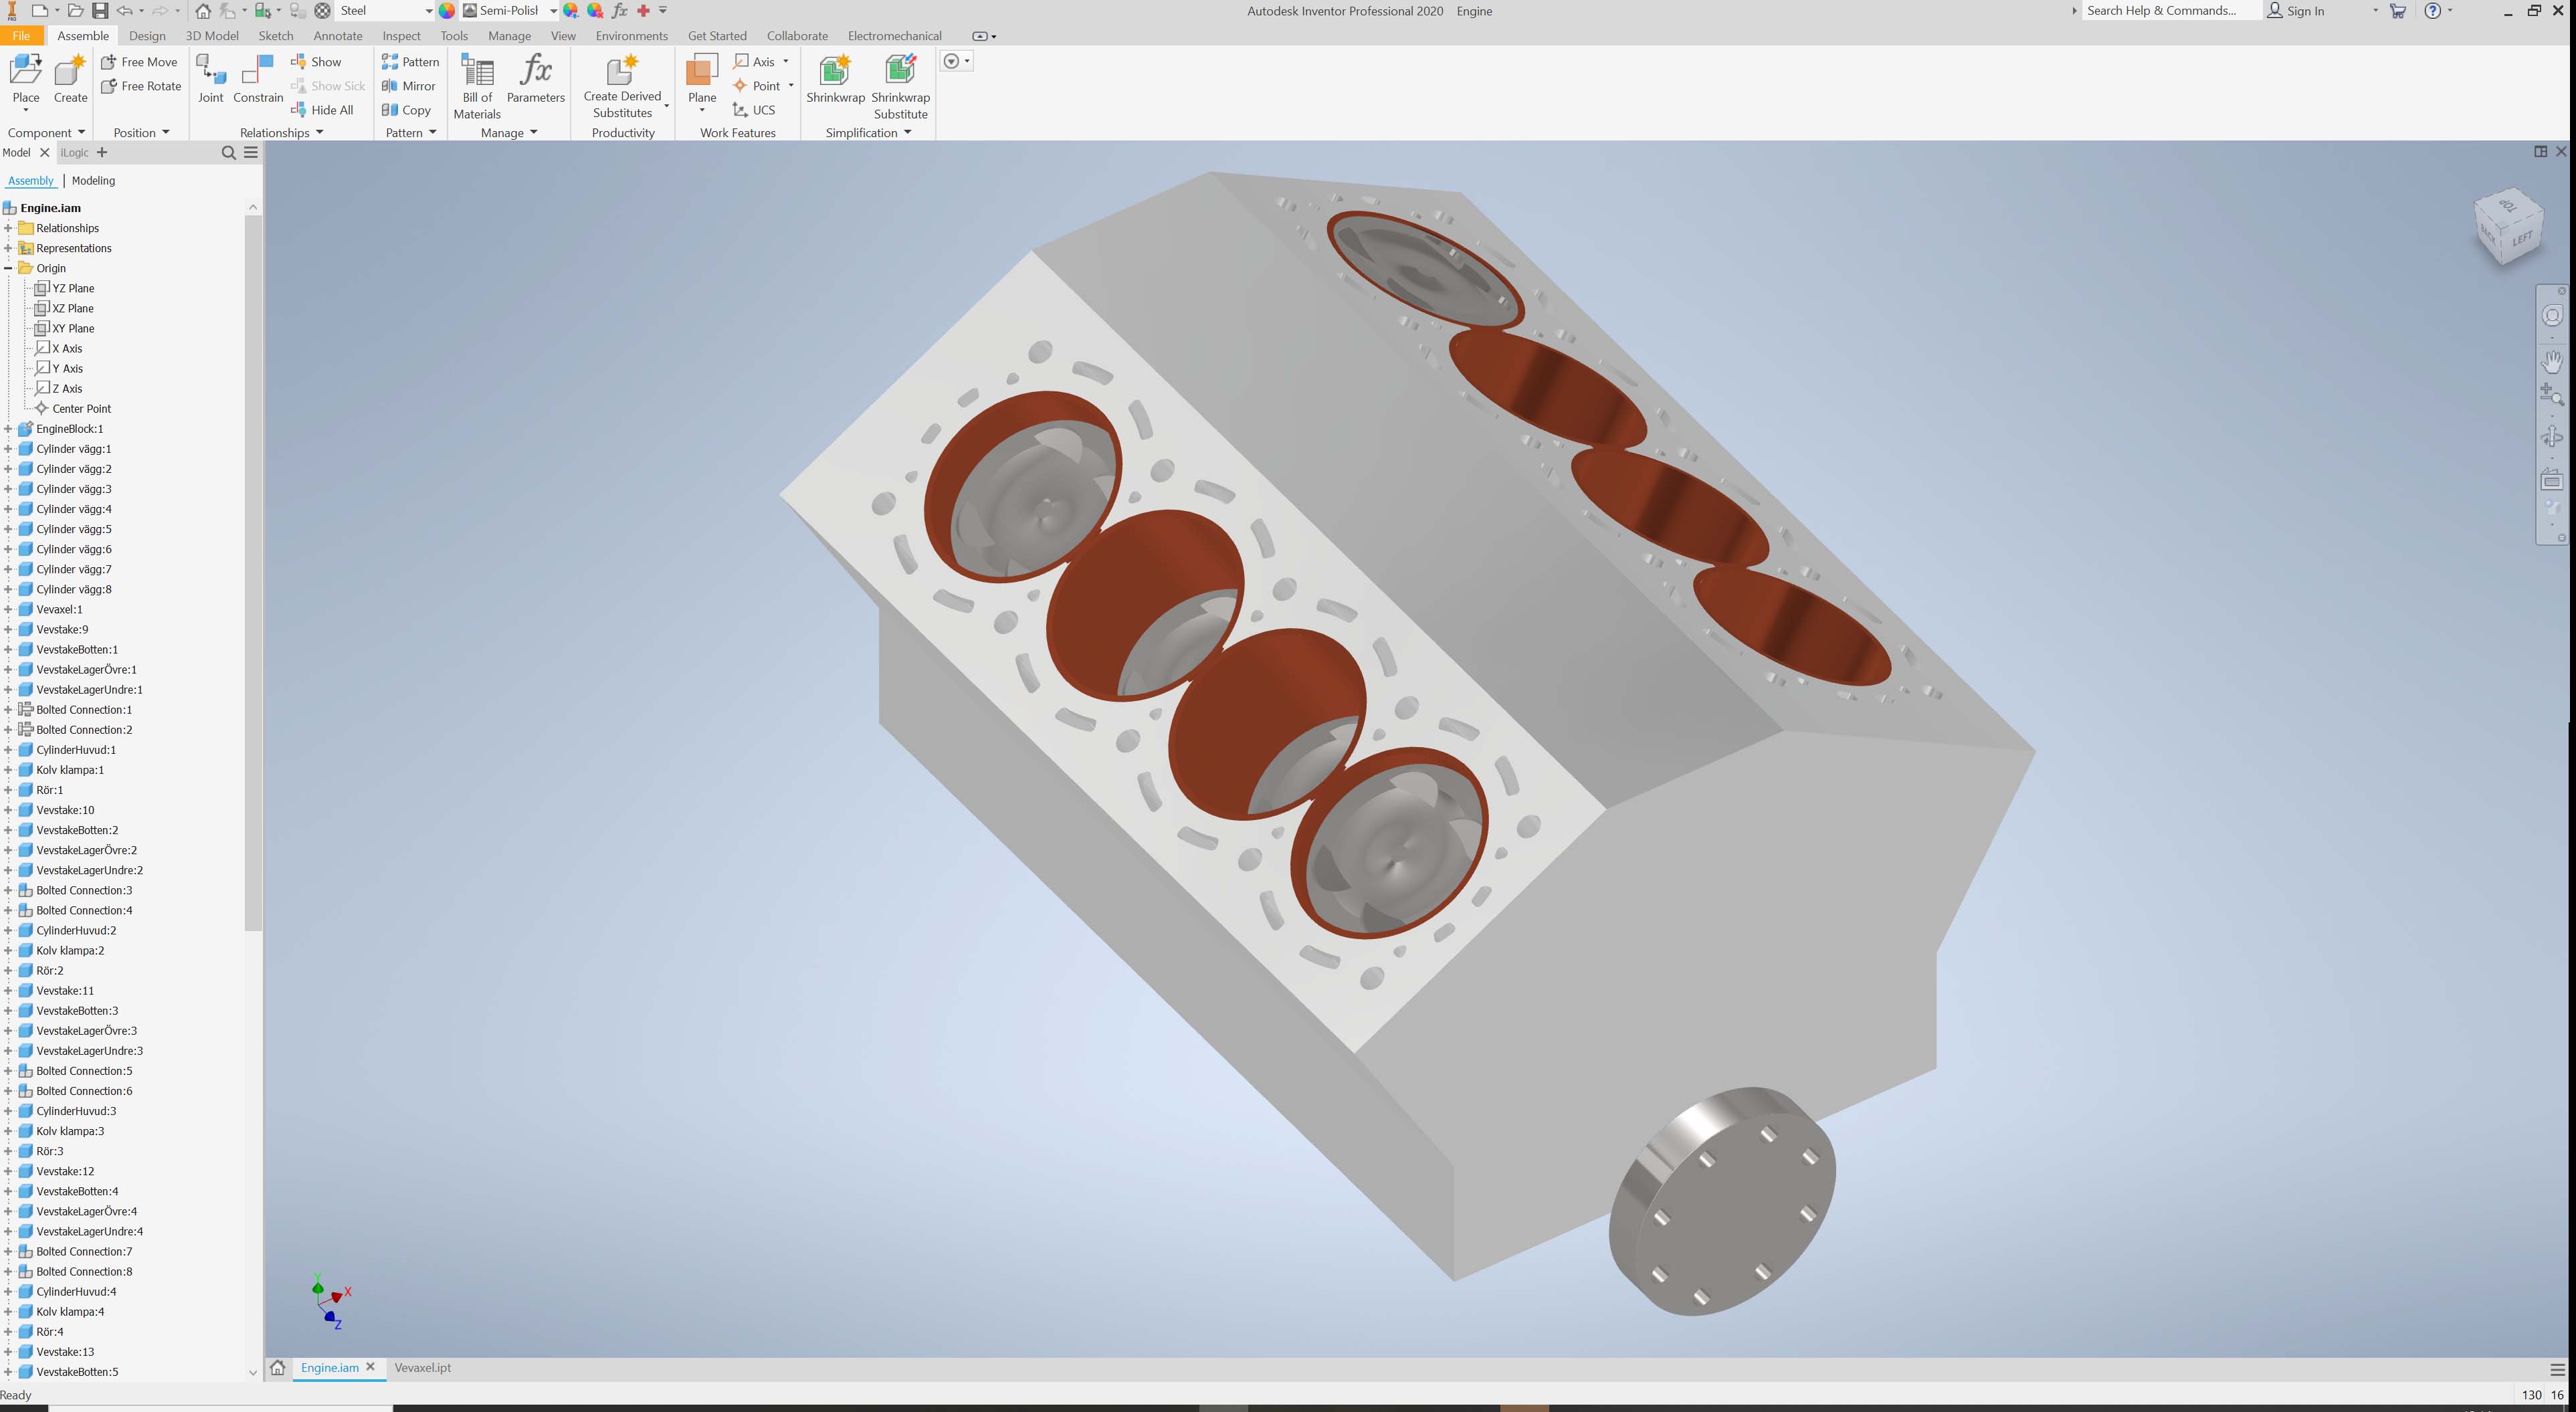 Steel
Semi-Polisl
fx
Autodesk Inventor Professional 2020 Engine
Search Help & Commands...
Sign In
File Assemble Design 3D Model Sketch Annotate Inspect Tools Manage View Environments Get Started Collaborate Electromechanical
Place
Create
Component
Free Move
Free Rotate
Position
Joint
Constrain
Show
Show Sick
Hide All
Relationships
Pattern
Mirror
Copy
Pattern
Bill of
Materials
fx
Parameters
Manage
Create Derived
Substitutes
Productivity
Plane
Axis
Point
UCS
Work Features
Shrinkwrap
Shrinkwrap
Substitute
Simplification
Model iLogic
Assembly | Modeling
Engine.iam
Relationships
Representations
Origin
YZ Plane
XZ Plane
XY Plane
X Axis
Y Axis
Z Axis
Center Point
EngineBlock:1
Cylinder vägg:1
Cylinder vägg:2
Cylinder vägg:3
Cylinder vägg:4
Cylinder vägg:5
Cylinder vägg:6
Cylinder vägg:7
Cylinder vägg:8
Vevaxel:1
Vevstake:9
VevstakeBotten:1
VevstakeLagerÖvre:1
VevstakeLagerUndre:1
Bolted Connection:1
Bolted Connection:2
CylinderHuvud:1
Kolv klampa:1
Rör:1
Vevstake:10
VevstakeBotten:2
VevstakeLagerÖvre:2
VevstakeLagerUndre:2
Bolted Connection:3
Bolted Connection:4
CylinderHuvud:2
Kolv klampa:2
Rör:2
Vevstake:11
VevstakeBotten:3
VevstakeLagerÖvre:3
VevstakeLagerUndre:3
Bolted Connection:5
Bolted Connection:6
CylinderHuvud:3
Kolv klampa:3
Rör:3
Vevstake:12
VevstakeBotten:4
VevstakeLagerÖvre:4
VevstakeLagerUndre:4
Bolted Connection:7
Bolted Connection:8
CylinderHuvud:4
Kolv klampa:4
Rör:4
Vevstake:13
VevstakeBotten:5
TOP
BACK
LEFT
Y
X
Z
Engine.iam Vevaxel.ipt
Ready
130 16